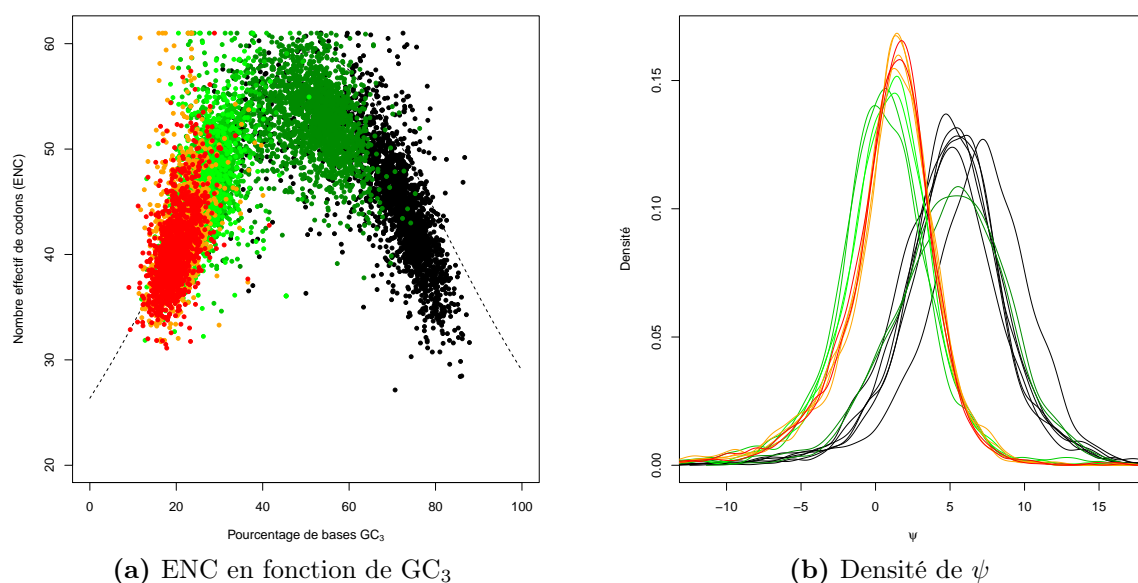 60
50
40
30
20
Nombre effectif de codons (ENC)
0 20 40 60 80 100
Pourcentage de bases GC₃
(a) ENC en fonction de GC₃
0.15
0.10
0.05
0.00
Densité
−10 −5 0 5 10 15
ψ
(b) Densité de ψ